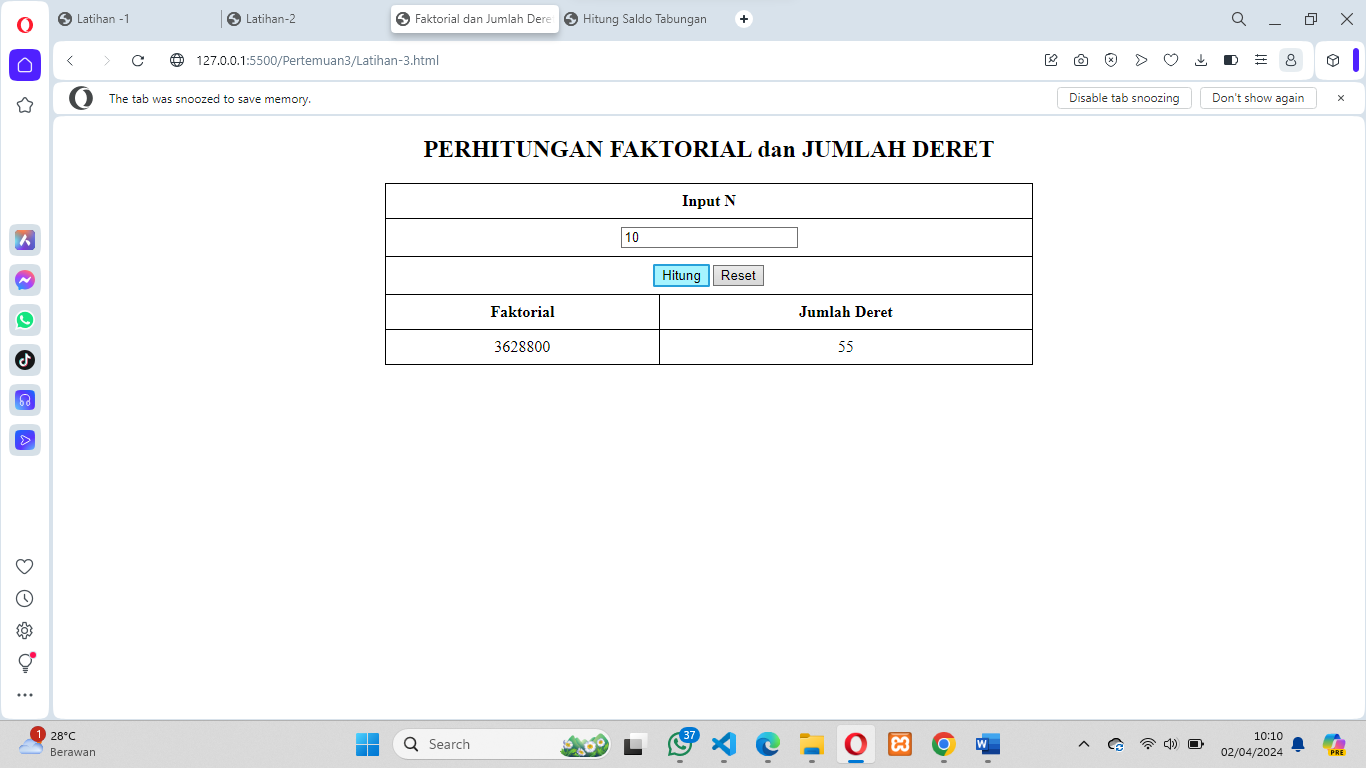 Latihan -1
Latihan-2
Faktorial dan Jumlah Dere
Hitung Saldo Tabungan
127.0.0.1:5500/Pertemuan3/Latihan-3.html
The tab was snoozed to save memory.
Disable tab snoozing
Don't show again
PERHITUNGAN FAKTORIAL dan JUMLAH DERET
Input N
10
Hitung Reset
Faktorial Jumlah Deret
3628800 55
1
28°C
Berawan
Search
37
10:10
02/04/2024
PRE